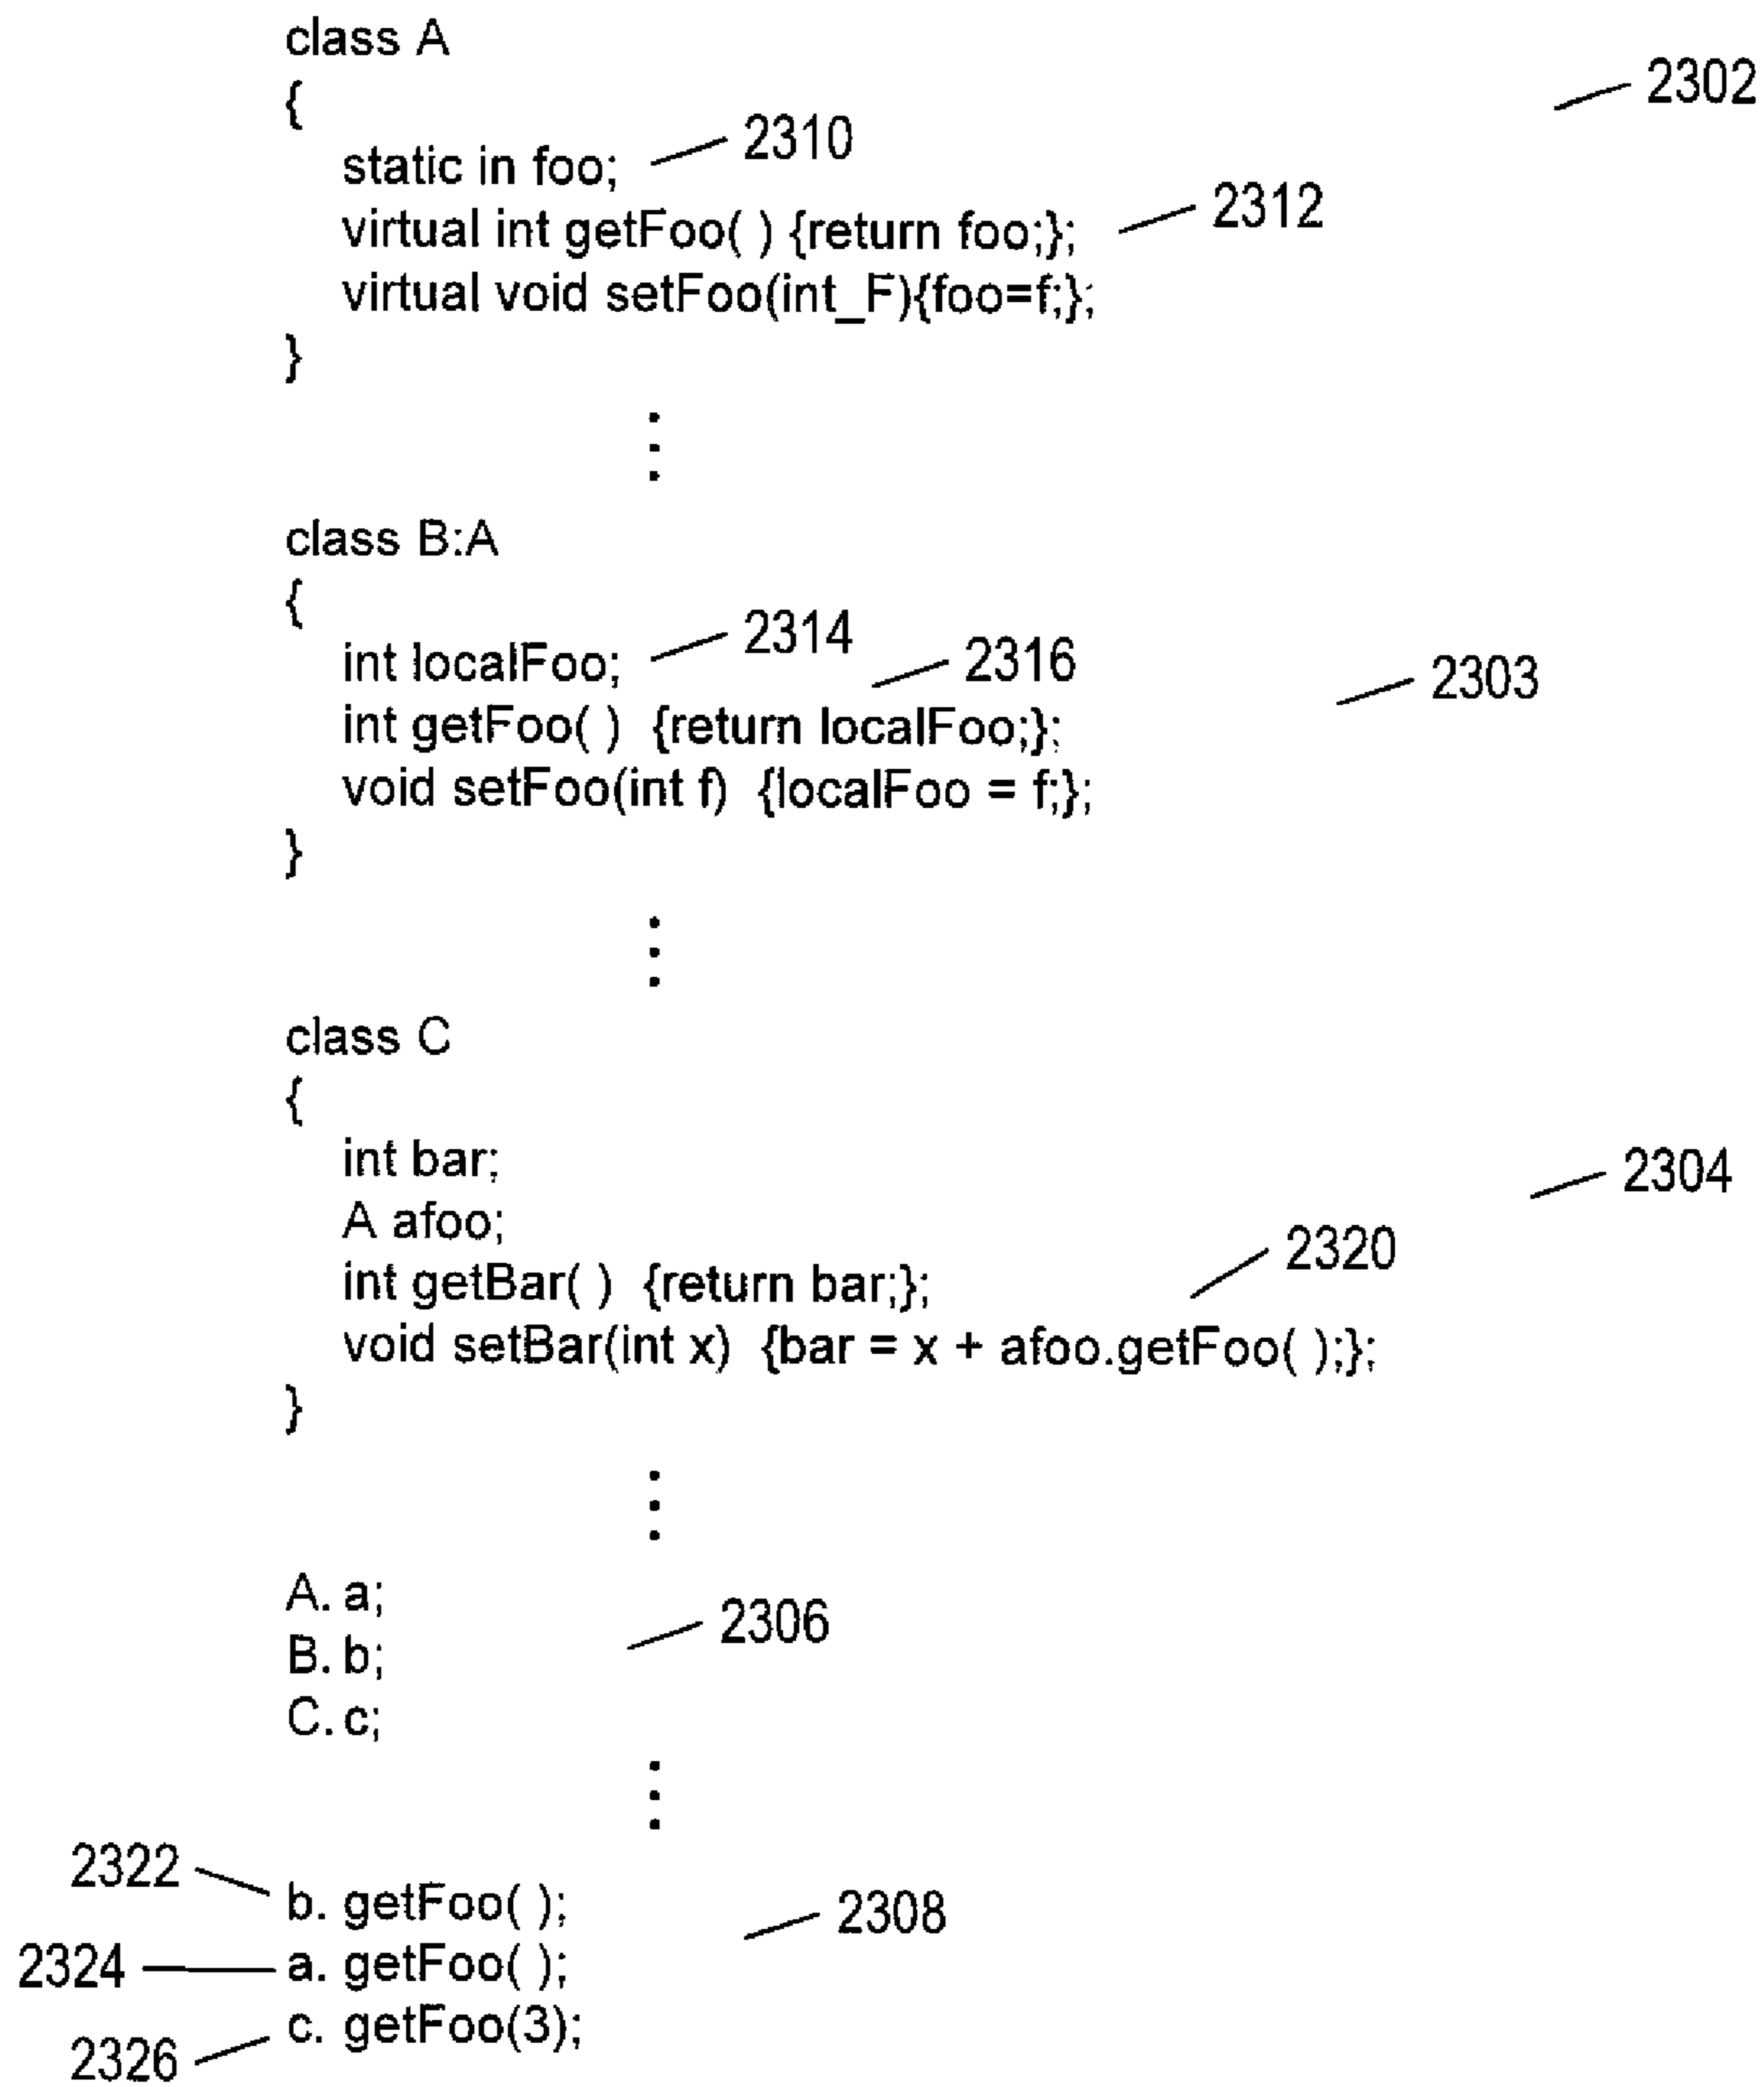 class A
{ 2302
static in foo; 2310
virtual int getFoo( ) {return foo;}; 2312
virtual void setFoo(int_F){foo=f;};
}
class B:A
{
int localFoo; 2314
int getFoo( ) {return localFoo;}; 2316 2303
void setFoo(int f) {localFoo = f;};
}
class C
{
int bar; 2304
A afoo;
int getBar( ) {return bar;}; 2320
void setBar(int x) {bar = x + afoo.getFoo( );};
}
A. a;
B. b; 2306
C. c;
2322 b. getFoo( ); 2308
2324 a. getFoo( );
2326 c. getFoo(3);